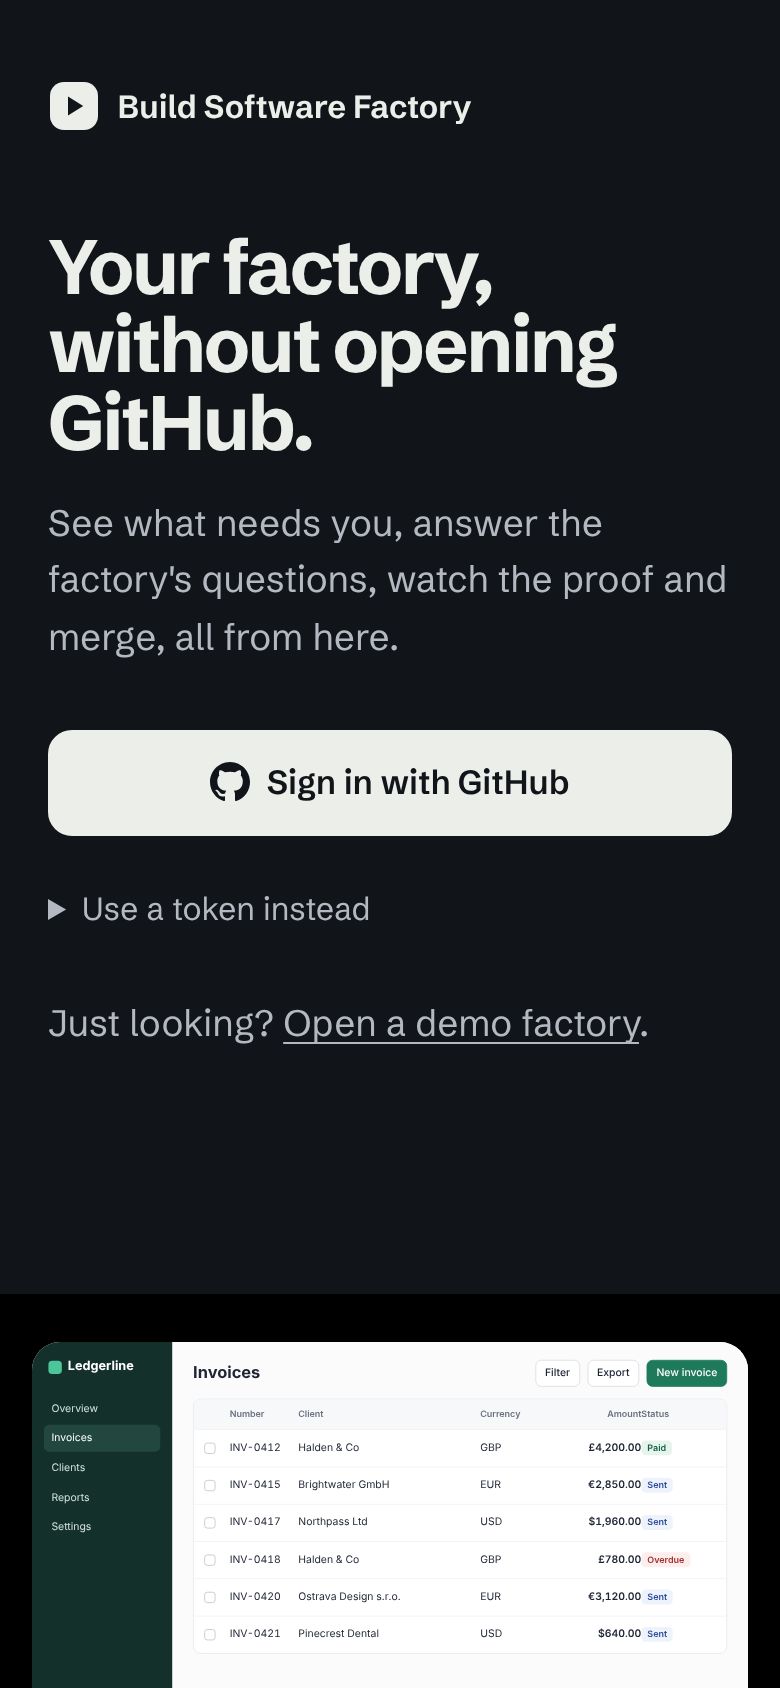 Build Software Factory
Your factory,
without opening
GitHub.
See what needs you, answer the
factory's questions, watch the proof and
merge, all from here.
Sign in with GitHub
Use a token instead
Just looking? Open a demo factory.
Ledgerline
Overview
Invoices
Clients
Reports
Settings
Invoices
Filter Export New invoice
Number Client Currency AmountStatus
INV-0412 Halden & Co GBP £4,200.00 Paid
INV-0415 Brightwater GmbH EUR €2,850.00 Sent
INV-0417 Northpass Ltd USD $1,960.00 Sent
INV-0418 Halden & Co GBP £780.00 Overdue
INV-0420 Ostrava Design s.r.o. EUR €3,120.00 Sent
INV-0421 Pinecrest Dental USD $640.00 Sent